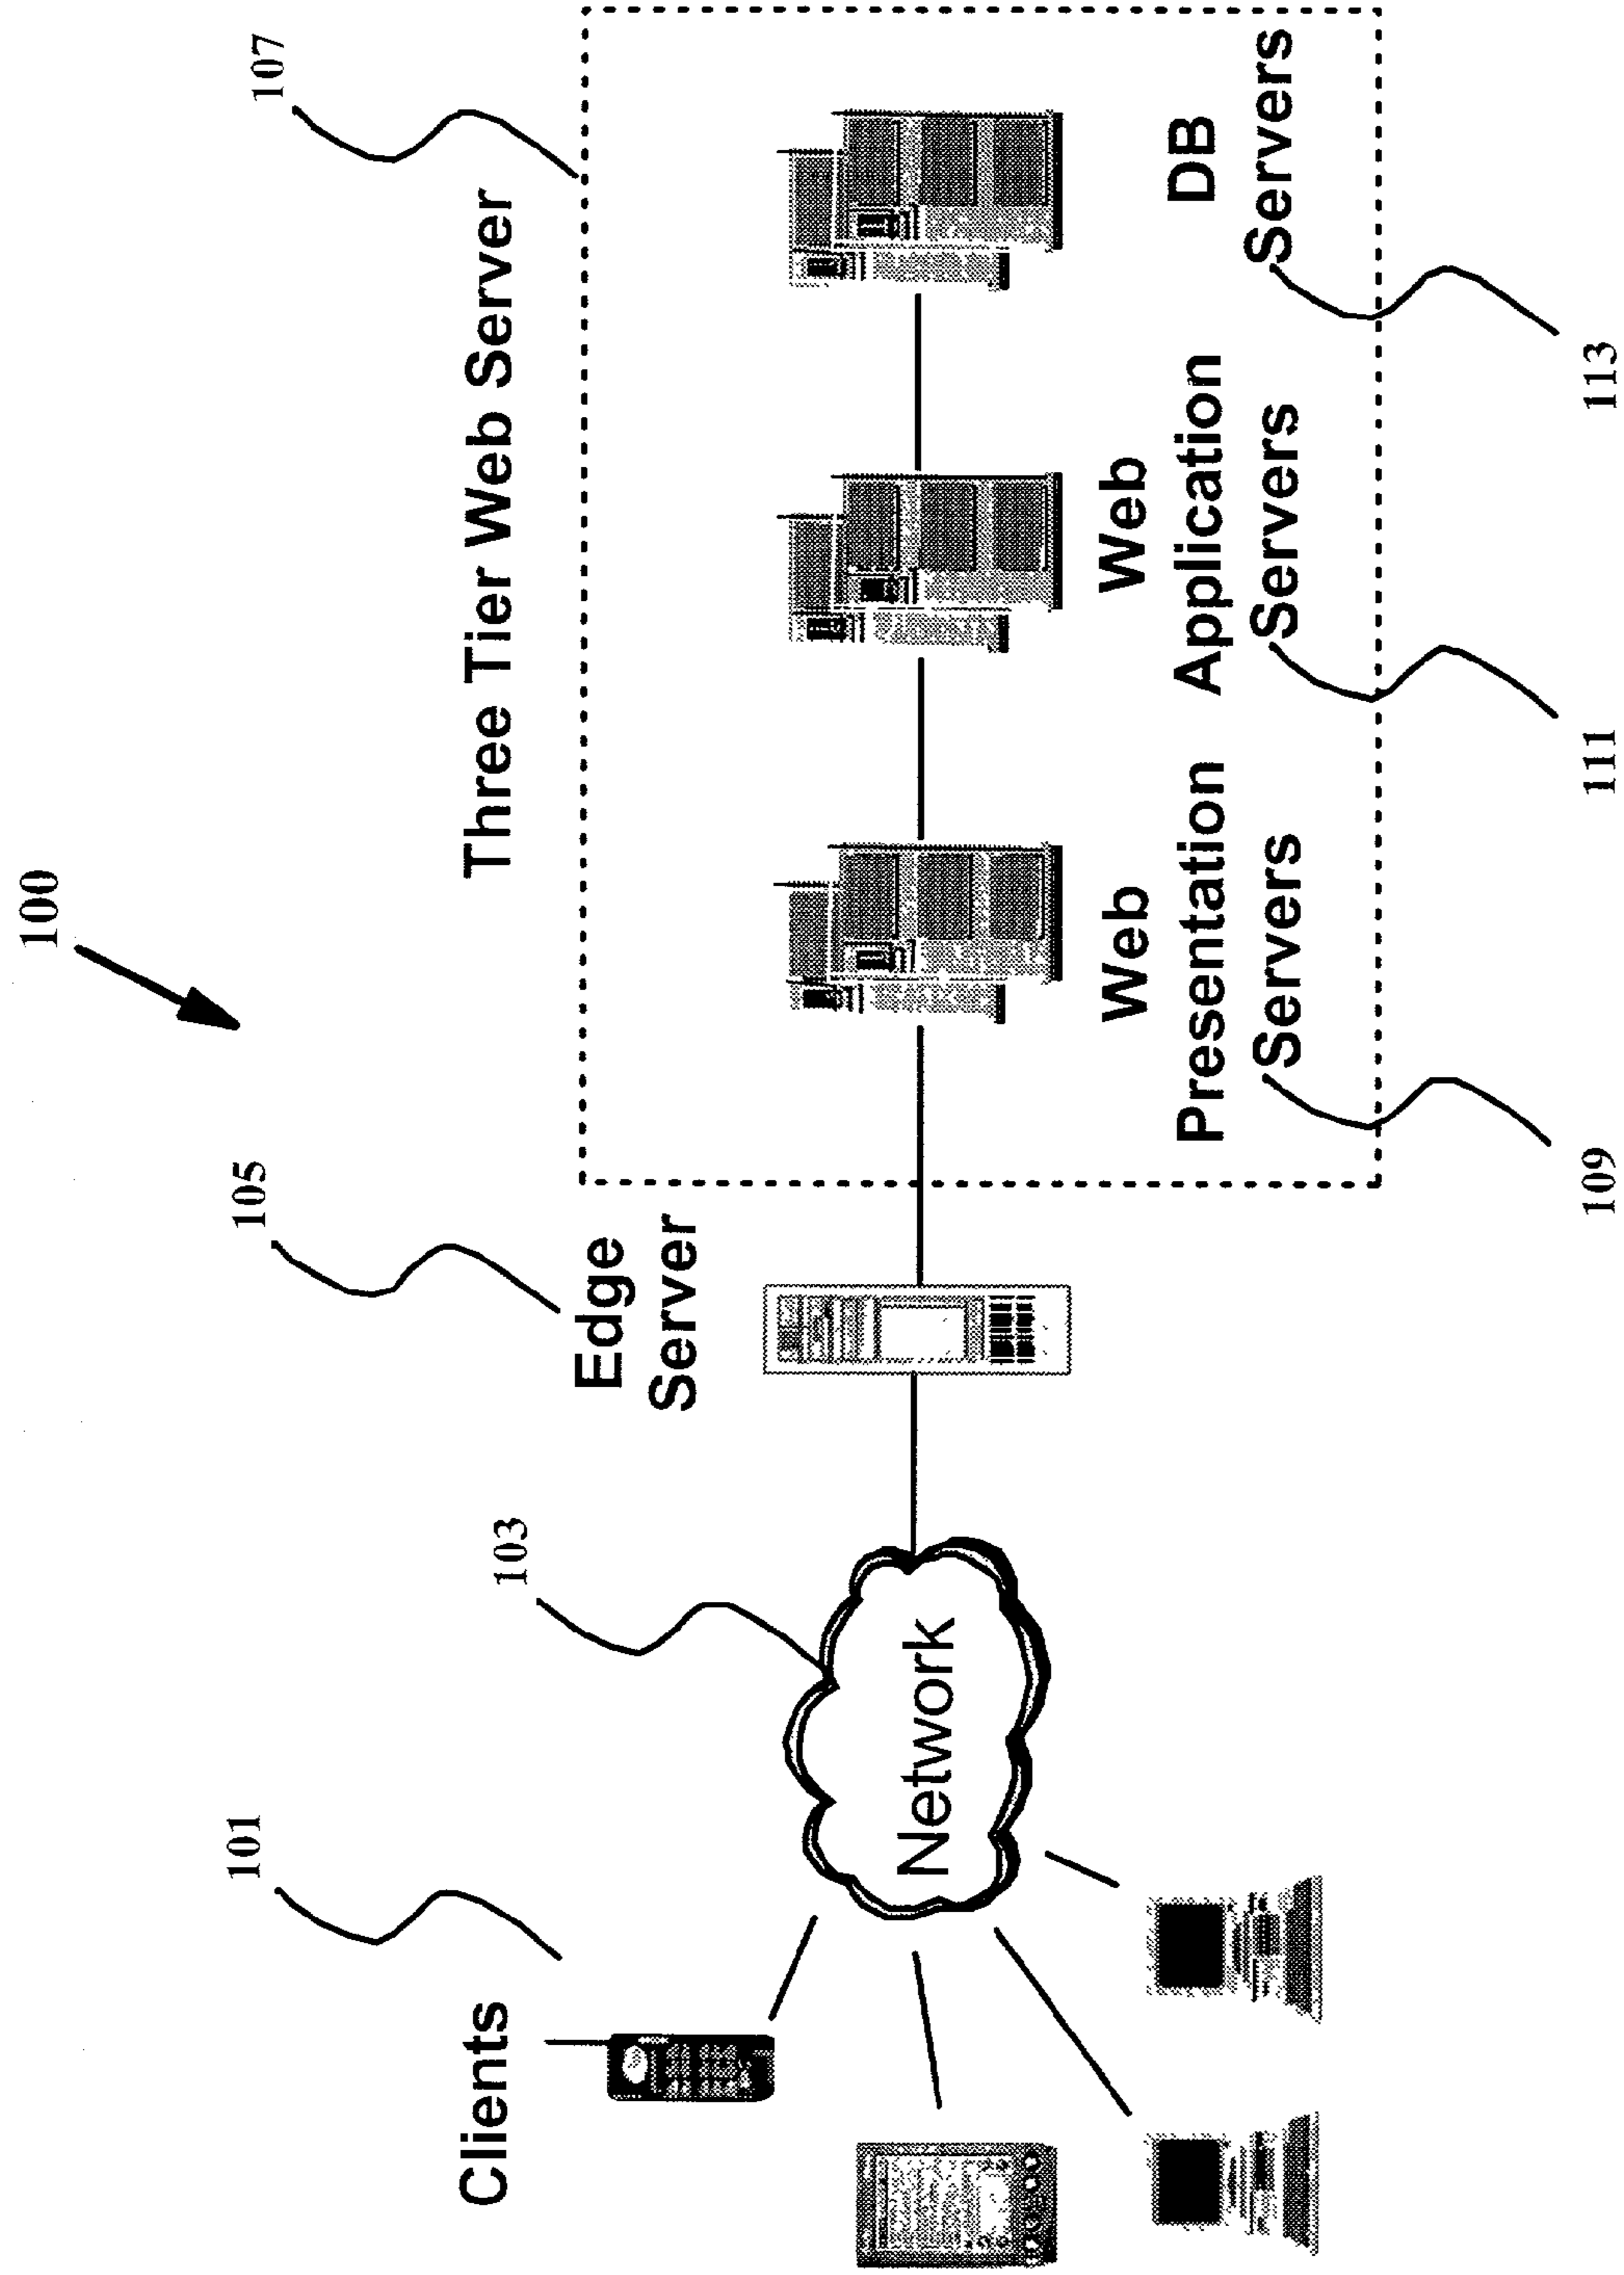 100
107
Three Tier Web Server
105
Edge
Server
103
101
Clients
Network
Web
Presentation
Servers
Web
Application
Servers
DB
Servers
109
111
113